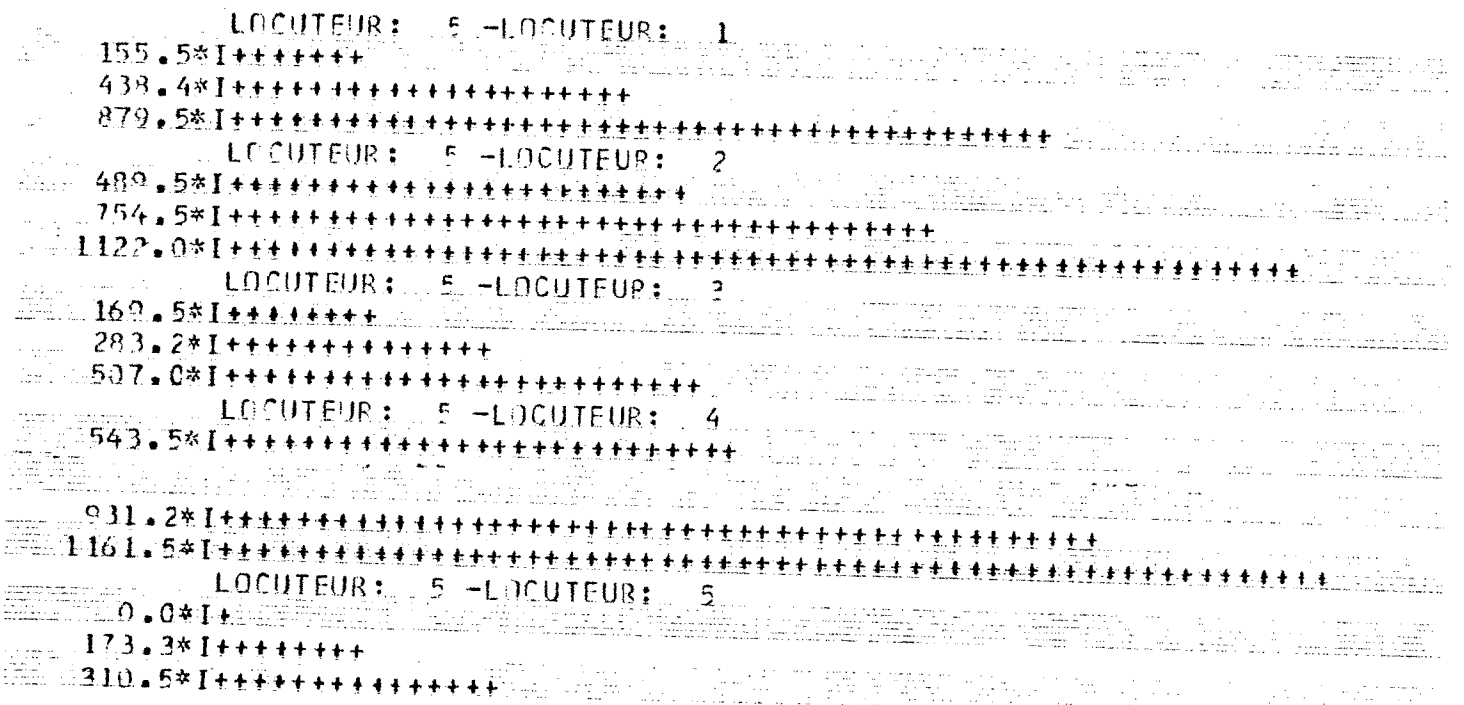 LOCUTEUR: 5 -LOCUTEUR: 1
155.5*I+++++++
438.4*I+++++++++++++++++++++
879.5*I+++++++++++++++++++++++++++++++++++++++++++
LOCUTEUR: 5 -LOCUTEUR: 2
489.5*I++++++++++++++++++++++++
754.5*I+++++++++++++++++++++++++++++++++++++
1122.0*I++++++++++++++++++++++++++++++++++++++++++++++++++++++++
LOCUTEUR: 5 -LOCUTEUR: 3
169.5*I++++++++
283.2*I++++++++++++++
507.0*I+++++++++++++++++++++++++
LOCUTEUR: 5 -LOCUTEUR: 4
543.5*I+++++++++++++++++++++++++++
931.2*I++++++++++++++++++++++++++++++++++++++++++++++
1161.5*I++++++++++++++++++++++++++++++++++++++++++++++++++++++++++
LOCUTEUR: 5 -LOCUTEUR: 5
0.0*I+
173.3*I++++++++
310.5*I+++++++++++++++